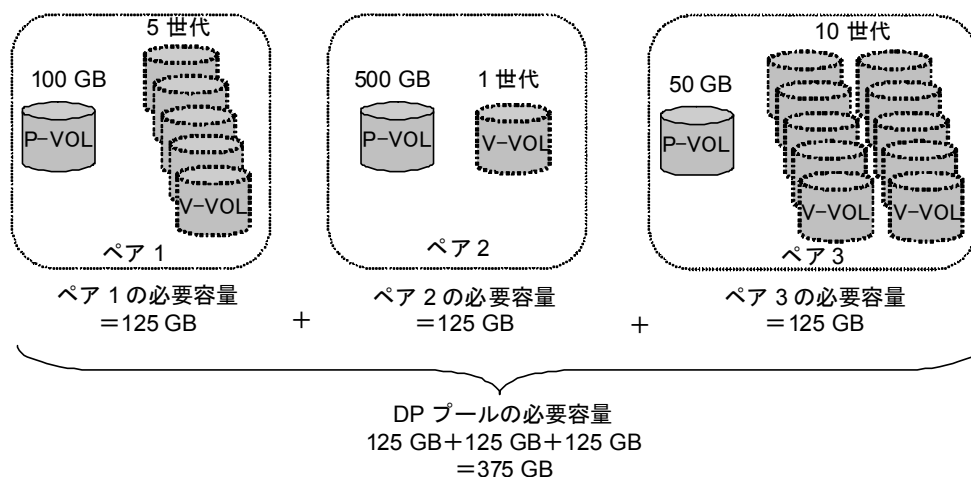 5 世代
100 GB
P−VOL
V−VOL
ペア 1
1 世代
500 GB
P−VOL
V−VOL
ペア 2
10 世代
50 GB
P−VOL
V−VOL
V−VOL
ペア 3
ペア 1 の必要容量
＝125 GB
＋
ペア 2 の必要容量
＝125 GB
＋
ペア 3 の必要容量
＝125 GB
DP プールの必要容量
125 GB＋125 GB＋125 GB
＝375 GB